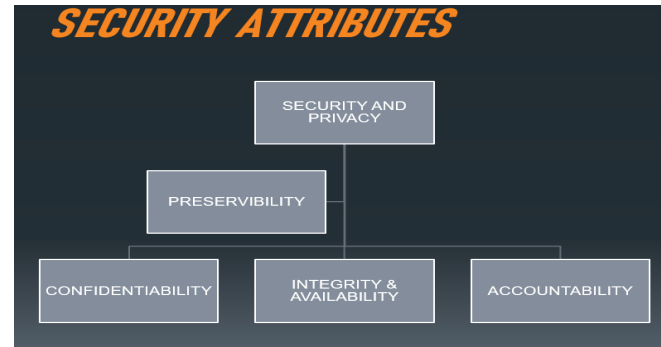 SECURITY ATTRIBUTES
SECURITY AND
PRIVACY
PRESERVIBILITY
CONFIDENTIABILITY
INTEGRITY &
AVAILABILITY
ACCOUNTABILITY